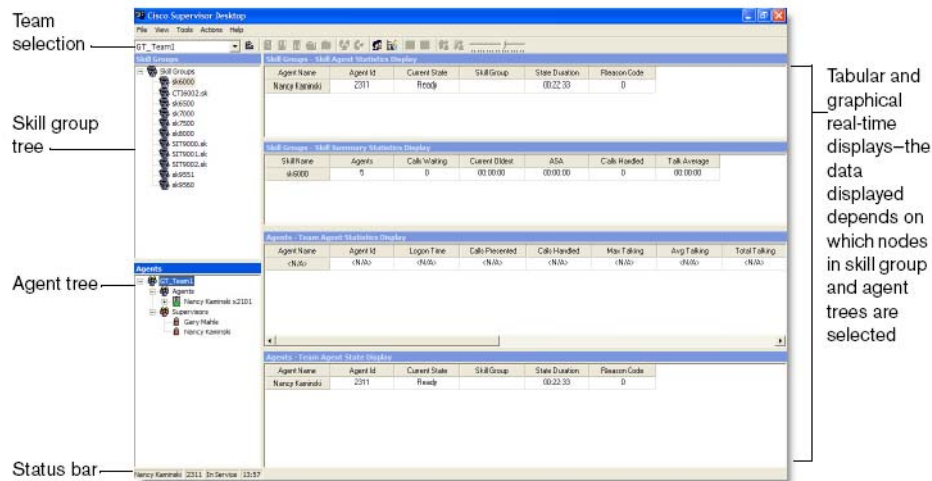 Team
selection
Skill group
tree
Agent tree
Status bar
Cisco Supervisor Desktop
File View Tools Actions Help
GT_Team1
Skill Groups
Skill Groups
sk6000
CTI6002.sk
sk6500
sk7000
sk7500
sk8000
SIT9000.sk
SIT9001.sk
SIT9002.sk
sk9551
sk9560
Agents
GT_Team1
Agents
Nancy Kaminski x2101
Supervisors
Gary Mahle
Nancy Kaminski
Skill Groups - Skill Agent Statistics Display
Agent Name Agent Id Current State Skill Group State Duration Reason Code
Nancy Kaminski 2311 Ready 00:22:33 0
Skill Groups - Skill Summary Statistics Display
Skill Name Agents Calls Waiting Current Oldest ASA Calls Handled Talk Average
sk6000 5 0 00:00:00 00:00:00 0 00:00:00
Agents - Team Agent Statistics Display
Agent Name Agent Id Logon Time Calls Presented Calls Handled Max Talking Avg Talking Total Talking
<N/A> <N/A> <N/A> <N/A> <N/A> <N/A> <N/A> <N/A>
Agents - Team Agent State Display
Agent Name Agent Id Current State Skill Group State Duration Reason Code
Nancy Kaminski 2311 Ready 00:22:33 0
Nancy Kaminski 2311 In Service 13:57
Tabular and
graphical
real-time
displays–the
data
displayed
depends on
which nodes
in skill group
and agent
trees are
selected